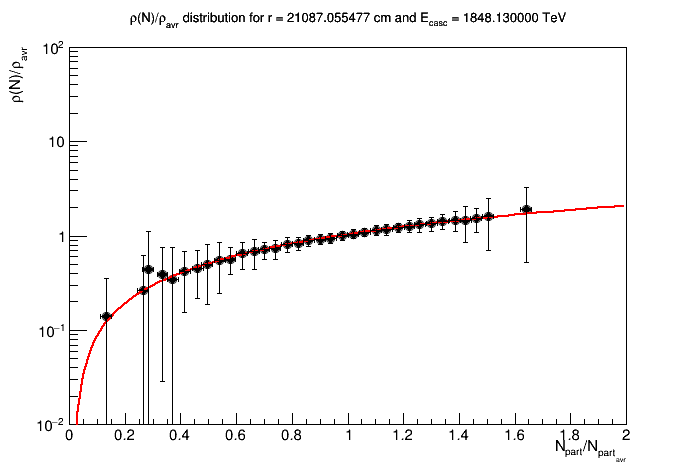 ρ(N)/ρavr distribution for r = 21087.055477 cm and Ecasc = 1848.130000 TeV
ρ(N)/ρavr
10²
10
1
10⁻¹
10⁻²
0 0.2 0.4 0.6 0.8 1 1.2 1.4 1.6 1.8 2
Npart/Npartavr